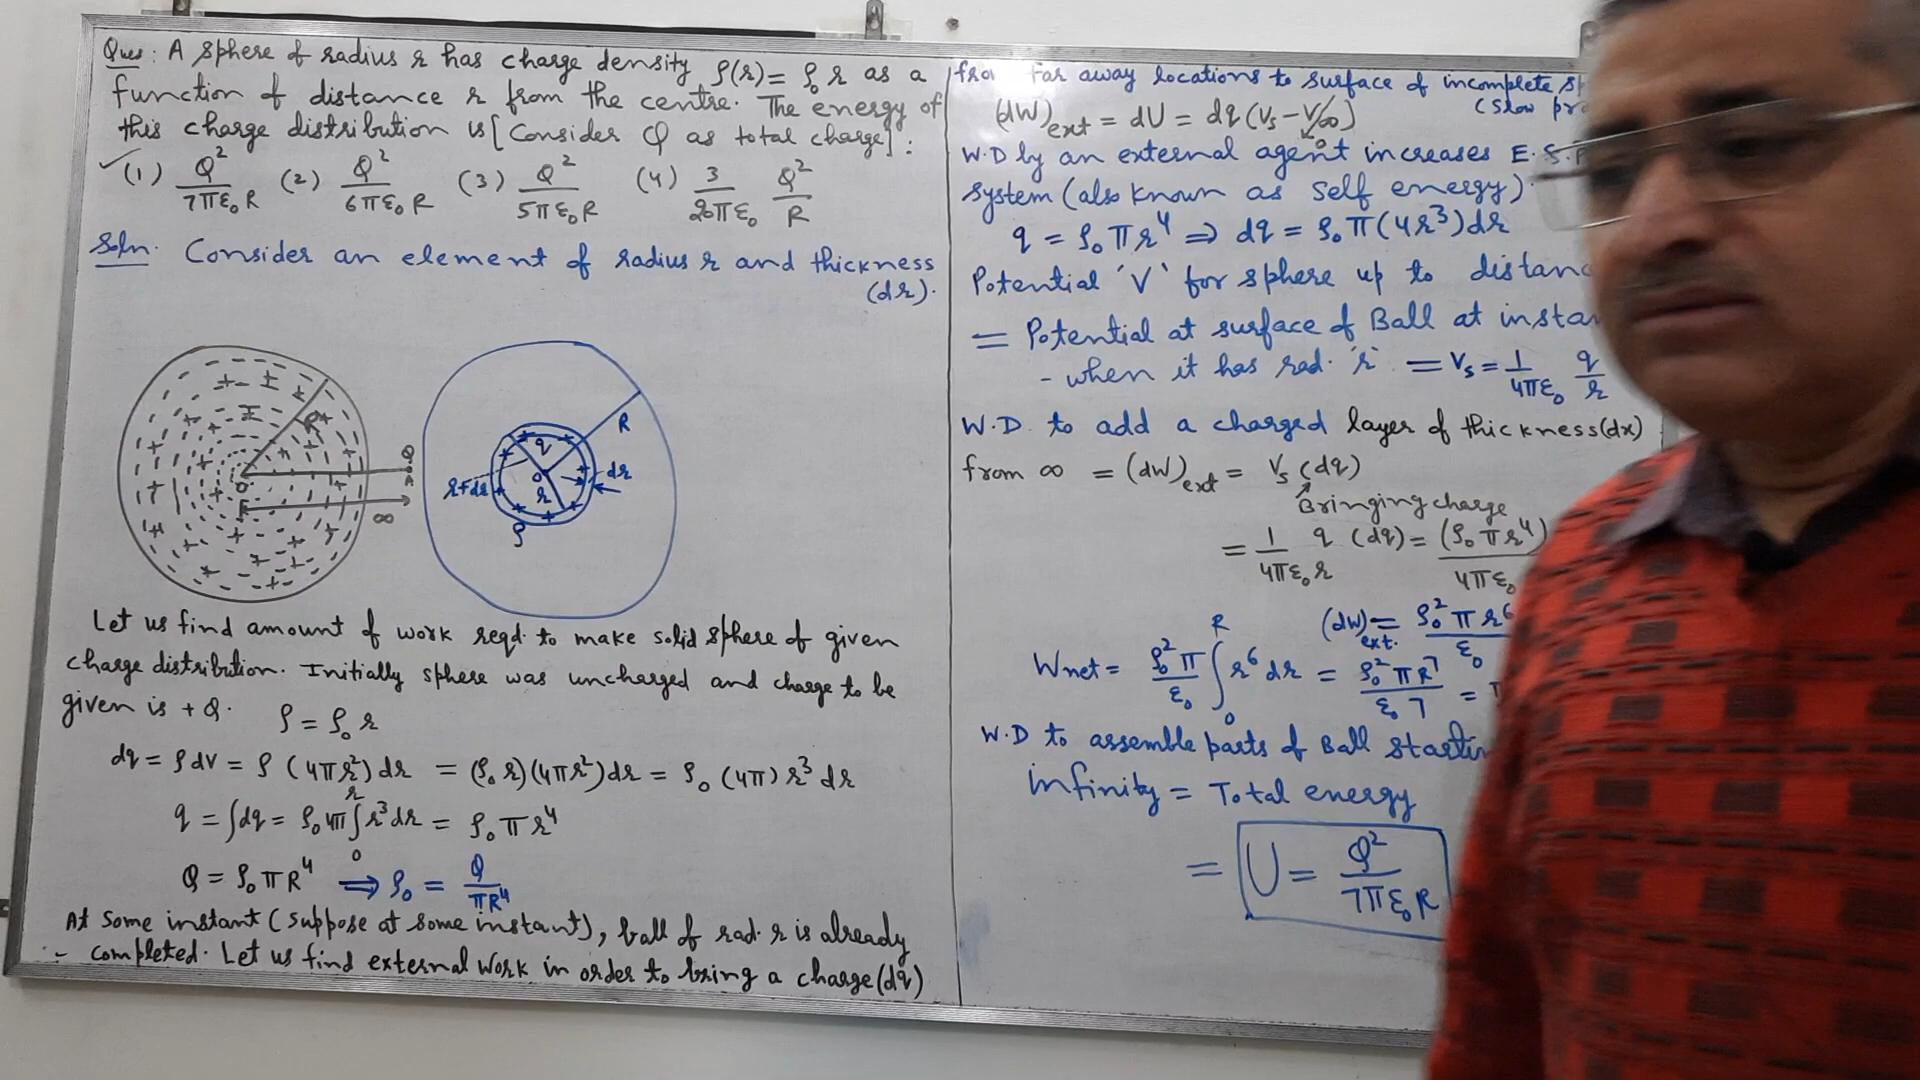 Ques: A sphere of radius r has charge density ρ(r) = ρ₀ r as a
function of distance r from the centre. The energy of
this charge distribution is [Consider Q as total charge]:
✓(1) Q²/7πε₀R (2) Q²/6πε₀R (3) Q²/5πε₀R (4) 3/20πε₀ Q²/R
Soln. Consider an element of radius r and thickness
(dr).
R
Q
O
∞
R
q
O
r
r+dr
dr
ρ
Let us find amount of work reqd. to make solid sphere of given
charge distribution. Initially sphere was uncharged and charge to be
given is +Q. ρ = ρ₀ r
dq = ρ dV = ρ (4πr²) dr = (ρ₀ r)(4πr²) dr = ρ₀ (4π) r³ dr
q = ∫dq = ρ₀ 4π ∫₀ʳ r³ dr = ρ₀ π r⁴
Q = ρ₀ π R⁴ ⇒ ρ₀ = Q/πR⁴
At some instant (suppose at some instant), ball of rad. r is already
- completed. Let us find external work in order to bring a charge (dq)
far away locations to surface of incomplete
(dW)ext = dU = dq (Vs - V∞) (slow
0
W.D by an external agent increases E.S.P
system (also known as self energy).
q = ρ₀ π r⁴ ⇒ dq = ρ₀ π (4r³) dr
Potential 'V' for sphere up to
= Potential at surface of Ball at
- when it has rad. 'r' = Vs = 1/4πε₀ q/r
W.D. to add a charged layer of thickness (dx)
from ∞ = (dW)ext = Vs (dq)
Bringing charge
= 1/4πε₀ q/r (dq) = (ρ₀ π r⁴)/4πε₀
(dW)ext. = ρ₀² π r⁶/ε₀
Wnet = ρ₀² π/ε₀ ∫₀ᴿ r⁶ dr = ρ₀² π R⁷/ε₀ 7 =
W.D to assemble parts of Ball
infinity = Total energy
= U = Q²/7πε₀R